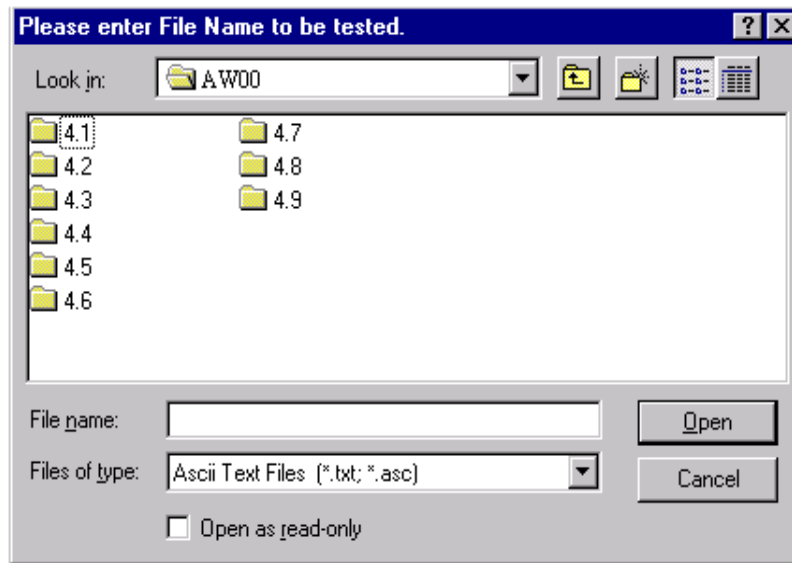 Please enter File Name to be tested.
Look in: AW00
4.1
4.2
4.3
4.4
4.5
4.6
4.7
4.8
4.9
File name:
Open
Files of type: Ascii Text Files (*.txt; *.asc)
Cancel
Open as read-only